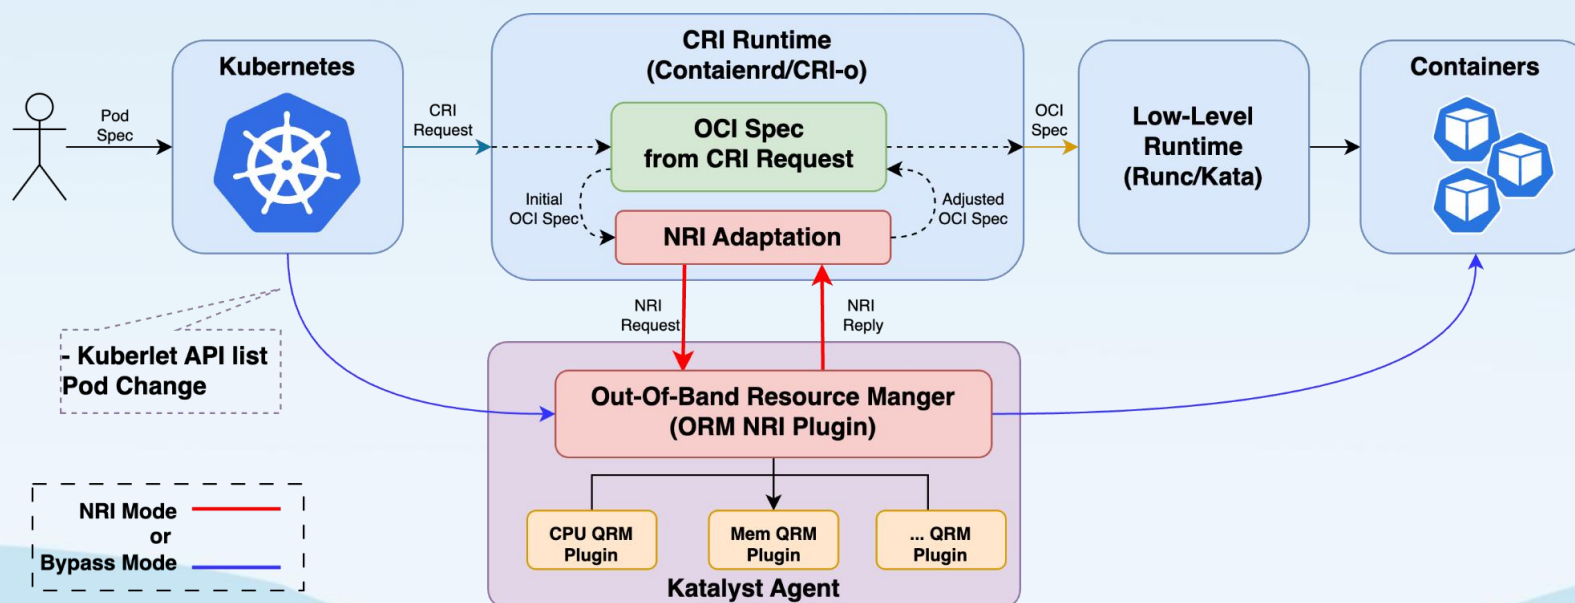 Pod
Spec
Kubernetes
CRI
Request
CRI Runtime
(Contaienrd/CRI-o)
OCI Spec
from CRI Request
Initial
OCI Spec
Adjusted
OCI Spec
NRI Adaptation
OCI
Spec
Low-Level
Runtime
(Runc/Kata)
Containers
NRI
Request
NRI
Reply
- Kuberlet API list
Pod Change
Out-Of-Band Resource Manger
(ORM NRI Plugin)
CPU QRM
Plugin
Mem QRM
Plugin
... QRM
Plugin
Katalyst Agent
NRI Mode
or
Bypass Mode